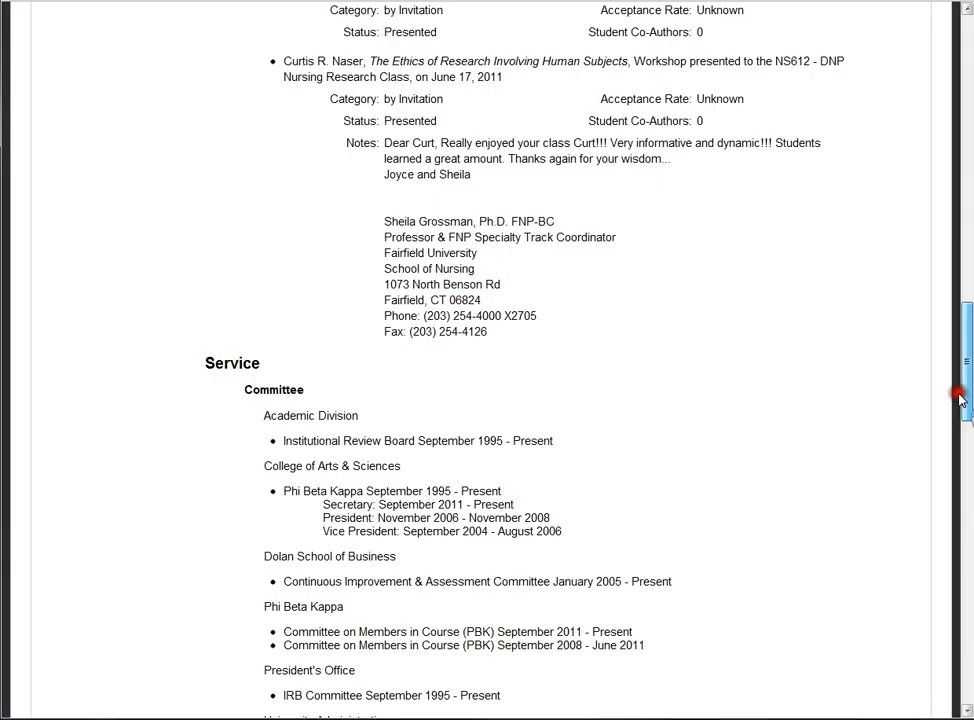 Category: by Invitation Acceptance Rate: Unknown
Status: Presented Student Co-Authors: 0
• Curtis R. Naser, The Ethics of Research Involving Human Subjects, Workshop presented to the NS612 - DNP
Nursing Research Class, on June 17, 2011
Category: by Invitation Acceptance Rate: Unknown
Status: Presented Student Co-Authors: 0
Notes: Dear Curt, Really enjoyed your class Curt!!! Very informative and dynamic!!! Students
learned a great amount. Thanks again for your wisdom...
Joyce and Sheila
Sheila Grossman, Ph.D. FNP-BC
Professor & FNP Specialty Track Coordinator
Fairfield University
School of Nursing
1073 North Benson Rd
Fairfield, CT 06824
Phone: (203) 254-4000 X2705
Fax: (203) 254-4126
Service
Committee
Academic Division
• Institutional Review Board September 1995 - Present
College of Arts & Sciences
• Phi Beta Kappa September 1995 - Present
Secretary: September 2011 - Present
President: November 2006 - November 2008
Vice President: September 2004 - August 2006
Dolan School of Business
• Continuous Improvement & Assessment Committee January 2005 - Present
Phi Beta Kappa
• Committee on Members in Course (PBK) September 2011 - Present
• Committee on Members in Course (PBK) September 2008 - June 2011
President's Office
• IRB Committee September 1995 - Present